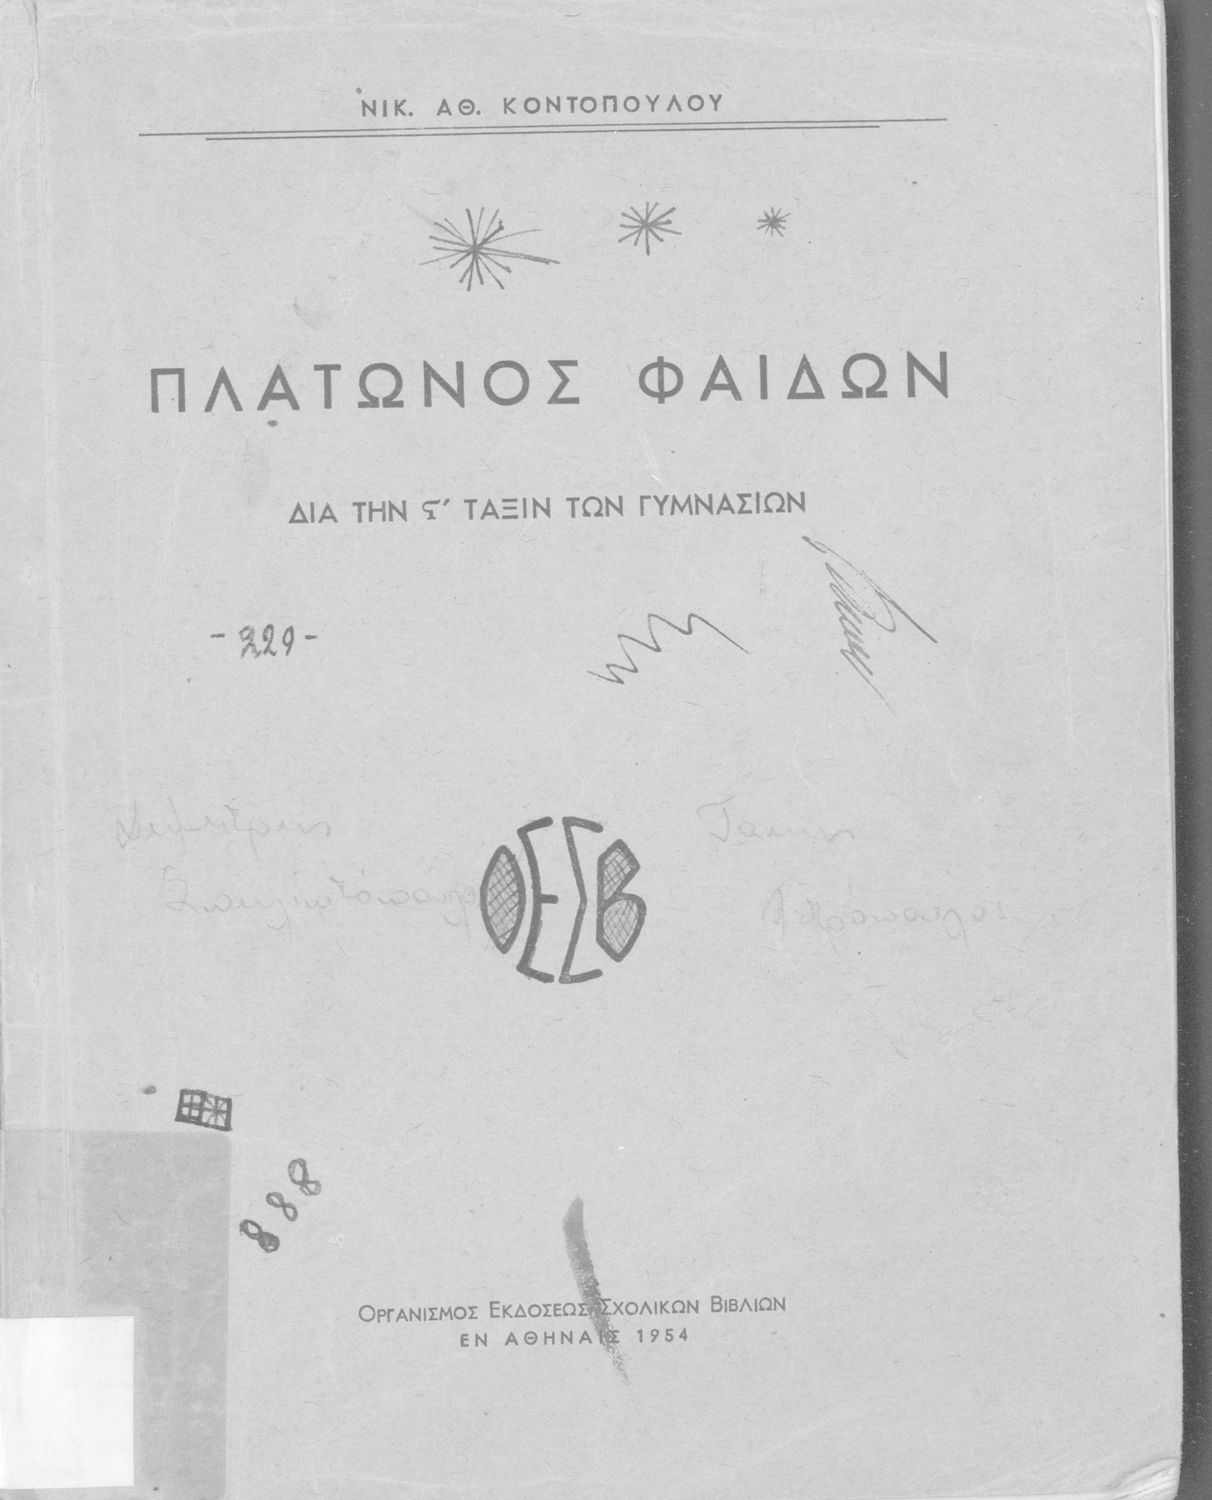 ΝΙΚ. ΑΘ. ΚΟΝΤΟΠΟΥΛΟΥ
ΠΛΑΤΩΝΟΣ ΦΑΙΔΩΝ
ΔΙΑ ΤΗΝ Ϛ′ ΤΑΞΙΝ ΤΩΝ ΓΥΜΝΑΣΙΩΝ
-229-
ΟΕΣΒ
888
ΟΡΓΑΝΙΣΜΟΣ ΕΚΔΟΣΕΩΣ ΣΧΟΛΙΚΩΝ ΒΙΒΛΙΩΝ
ΕΝ ΑΘΗΝΑΙΣ 1954